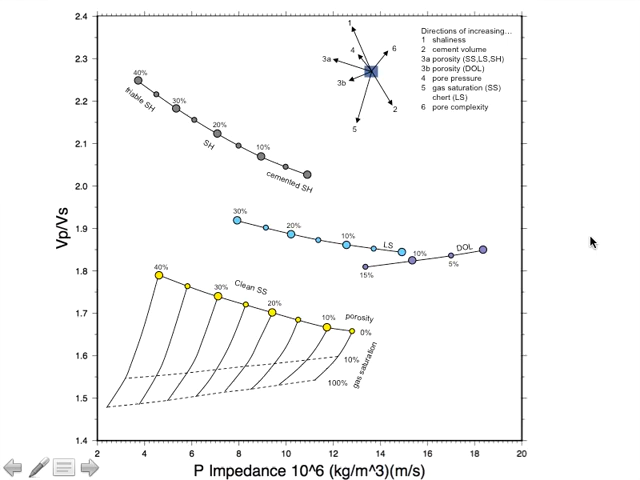 2.4
2.3
2.2
2.1
2.0
1.9
1.8
1.7
1.6
1.5
1.4
Vp/Vs
2
4
6
8
10
12
14
16
18
20
P Impedance 10^6 (kg/m^3)(m/s)
Directions of increasing...
1 shaliness
2 cement volume
3a porosity (SS,LS,SH)
3b porosity (DOL)
4 pore pressure
5 gas saturation (SS)
chert (LS)
6 pore complexity
1
4
6
3a
3b
2
5
40%
friable SH
30%
20%
SH
10%
cemented SH
30%
20%
10%
LS
DOL
10%
15%
5%
40%
Clean SS
30%
20%
10%
porosity
0%
10%
100%
gas saturation